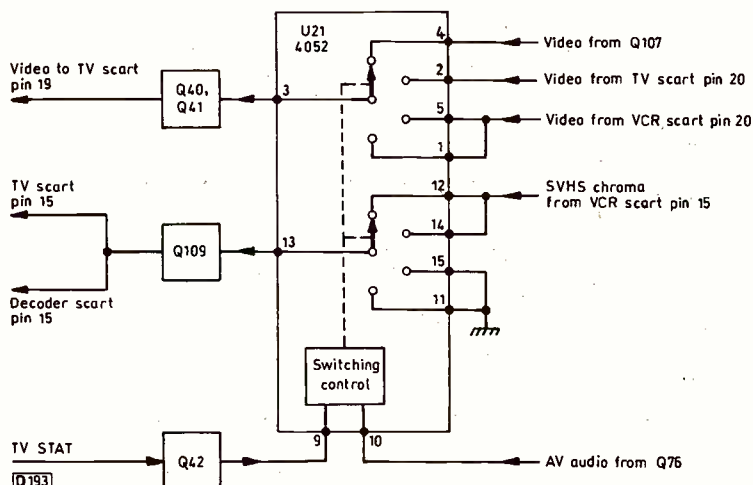 U21
4052
4
Video from Q107
Video to TV scart
pin 19
Q40,
Q41
3
2
Video from TV scart pin 20
5
Video from VCR scart pin 20
1
TV scart
pin 15
12
SVHS chroma
from VCR scart pin 15
Q109
13
14
15
Decoder scart
pin 15
11
Switching
control
9
10
TV STAT
Q42
AV audio from Q76
D193